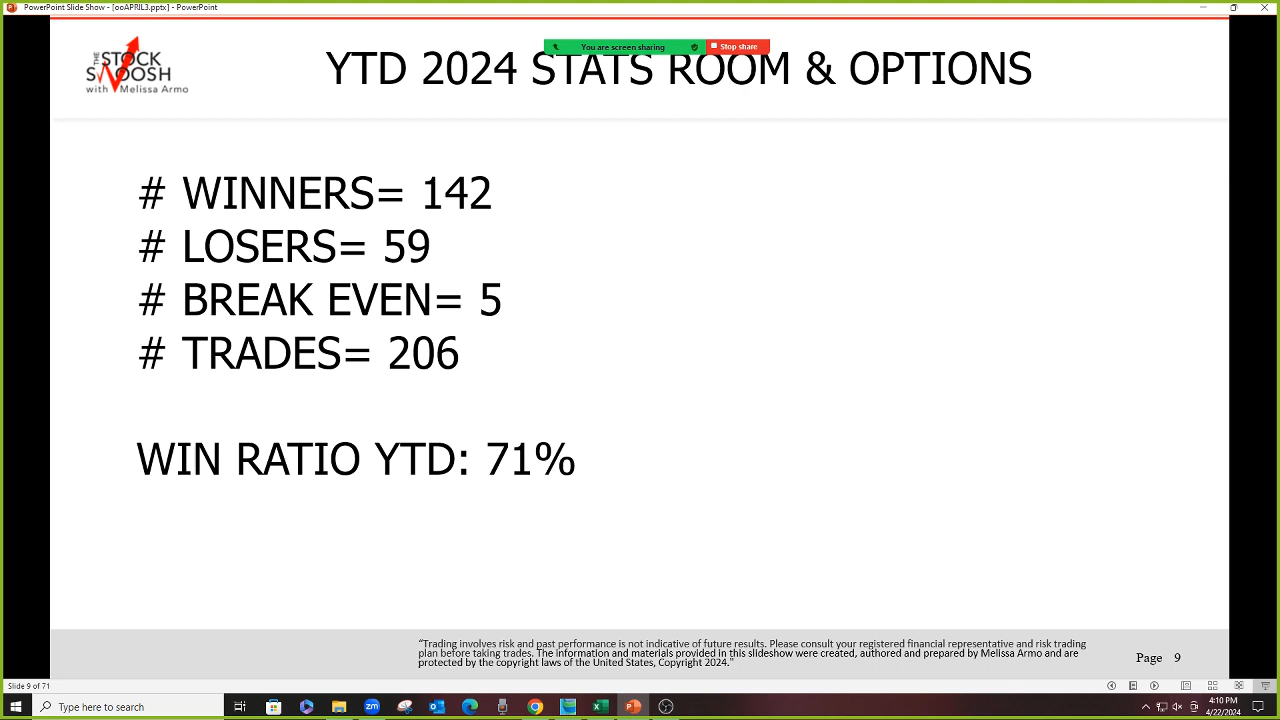 PowerPoint Slide Show - [ooAPRIL3.pptx] - PowerPoint
You are screen sharing
Stop share
THE STOCK
SWOOSH
with Melissa Armo
YTD 2024 STATS ROOM & OPTIONS
# WINNERS= 142
# LOSERS= 59
# BREAK EVEN= 5
# TRADES= 206
WIN RATIO YTD: 71%
"Trading involves risk and past performance is not indicative of future results. Please consult your registered financial representative and risk trading
plan before taking trades. The information and materials provided in this slideshow were created, authored and prepared by Melissa Armo and are
protected by the copyright laws of the United States, Copyright 2024."
Page 9
Slide 9 of 71
Type here to search
4:10 PM
4/22/2024